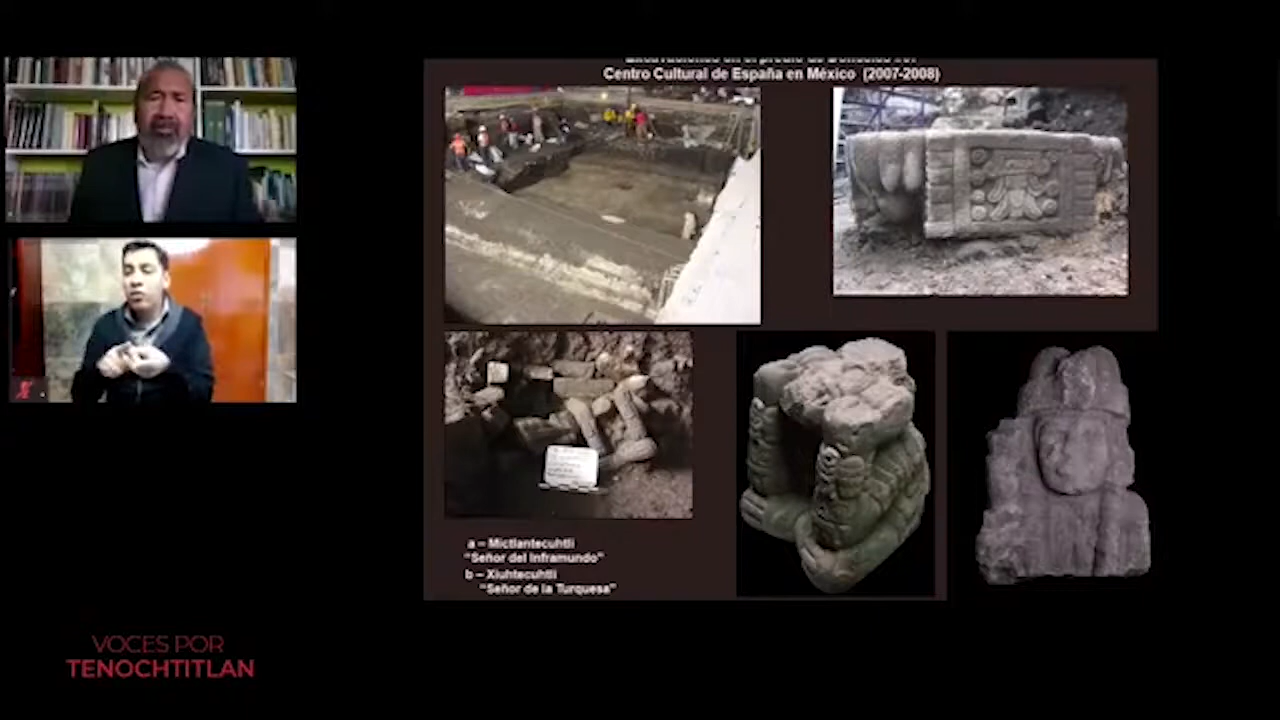 Centro Cultural de España en México (2007-2008)
a – Mictlantecuhtli
"Señor del Inframundo"
b – Xiuhtecuhtli
"Señor de la Turquesa"
VOCES POR
TENOCHTITLAN